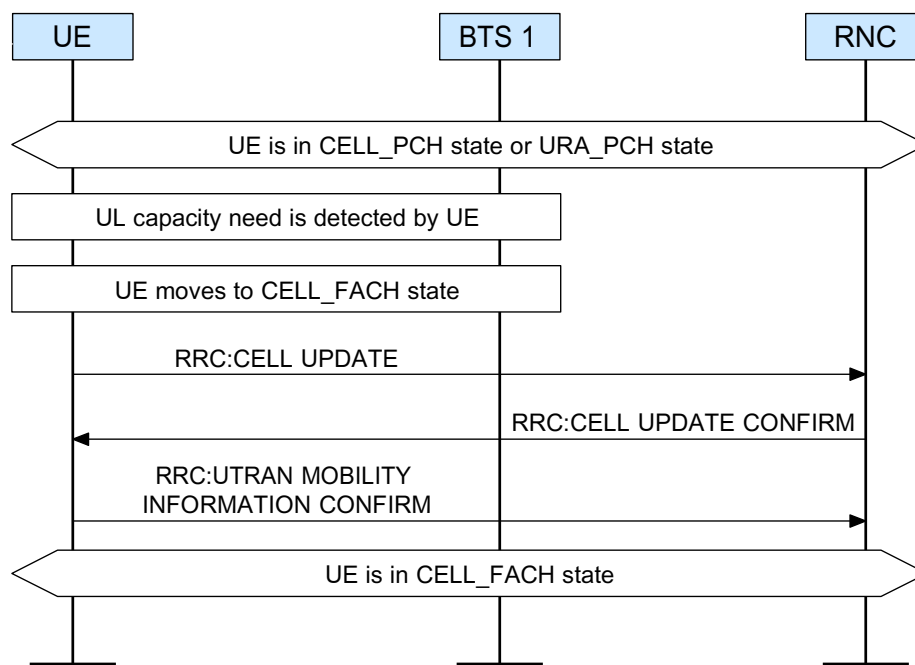 UE
BTS 1
RNC
UE is in CELL_PCH state or URA_PCH state
UL capacity need is detected by UE
UE moves to CELL_FACH state
RRC:CELL UPDATE
RRC:CELL UPDATE CONFIRM
RRC:UTRAN MOBILITY
INFORMATION CONFIRM
UE is in CELL_FACH state